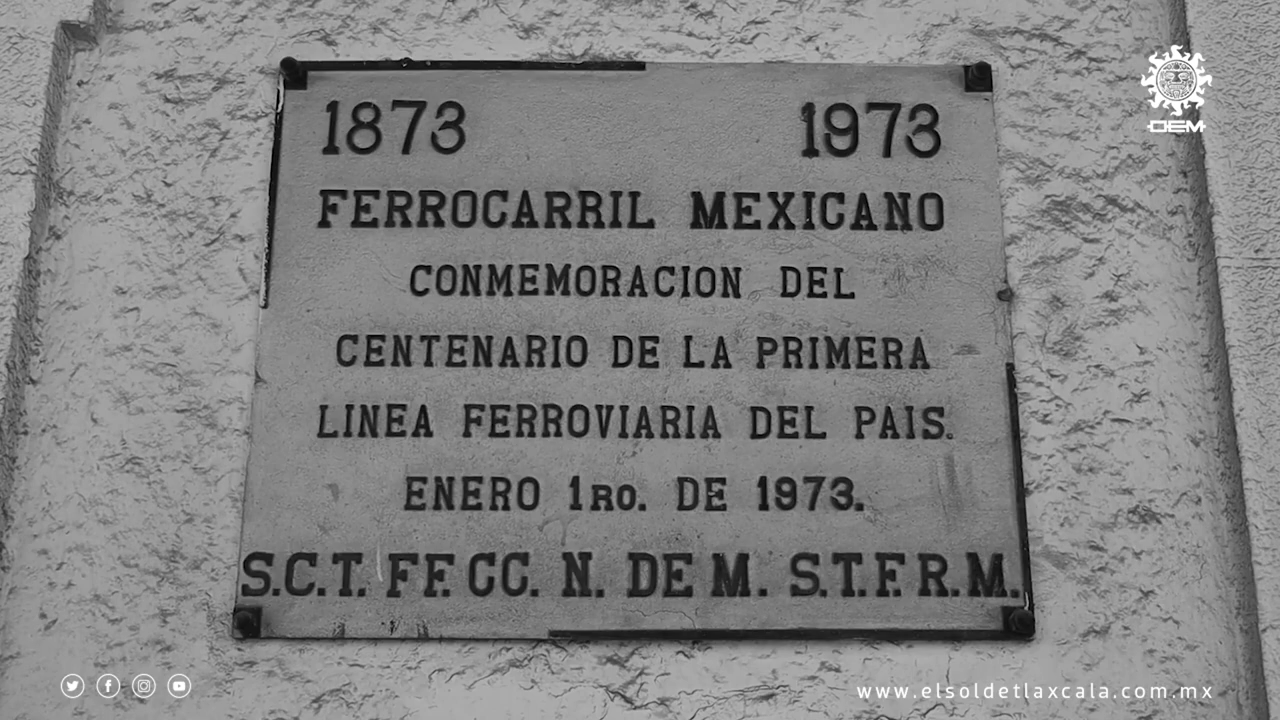 1873 1973
FERROCARRIL MEXICANO
CONMEMORACION DEL
CENTENARIO DE LA PRIMERA
LINEA FERROVIARIA DEL PAIS.
ENERO 1RO. DE 1973.
S.C.T. FF.CC. N. DE M. S.T.F.R.M.
OEM
www.elsoldetlaxcala.com.mx